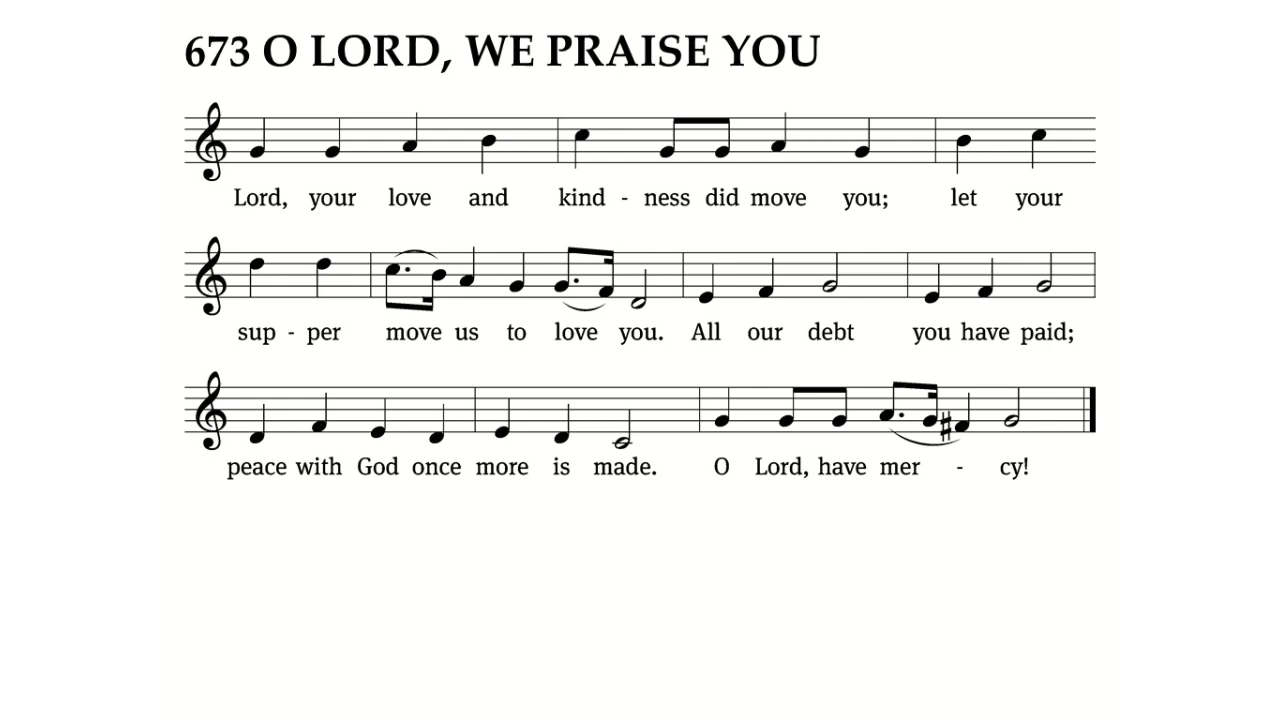 673 O LORD, WE PRAISE YOU
Lord, your love and kind - ness did move you; let your
sup - per move us to love you. All our debt you have paid;
peace with God once more is made. O Lord, have mer - cy!